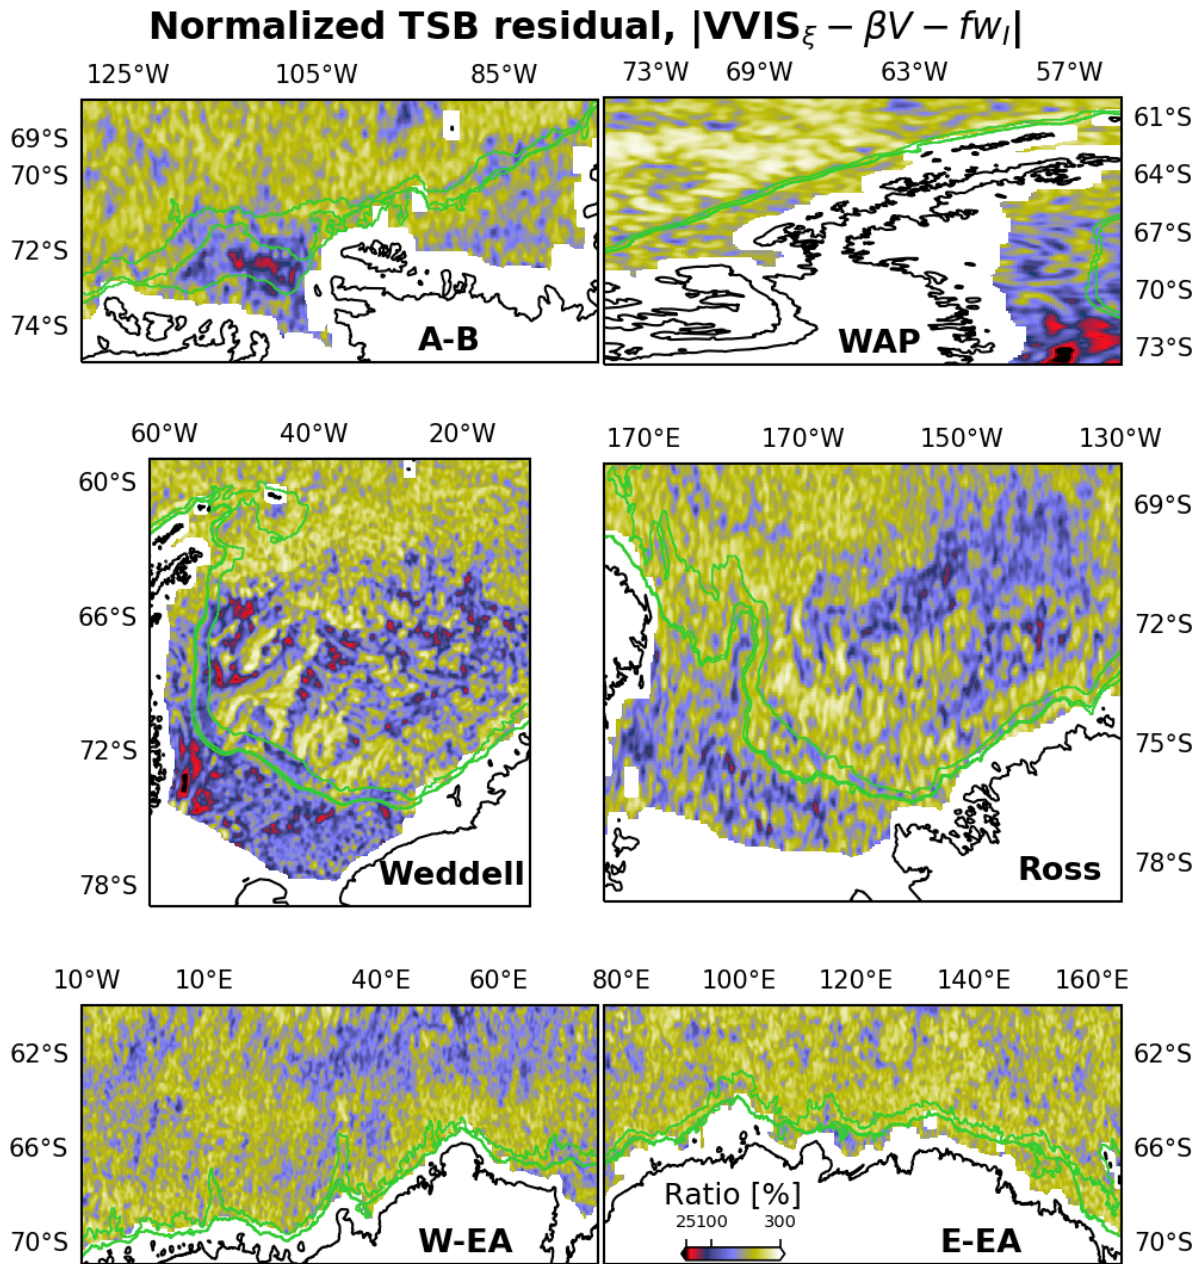 Normalized TSB residual, |VVISξ − βV − fwI|
125°W 105°W 85°W 73°W 69°W 63°W 57°W
69°S
70°S
72°S
74°S
A-B
61°S
64°S
67°S
70°S
73°S
WAP
60°W 40°W 20°W 170°E 170°W 150°W 130°W
60°S
66°S
72°S
78°S
Weddell
69°S
72°S
75°S
78°S
Ross
10°W 10°E 40°E 60°E 80°E 100°E 120°E 140°E 160°E
62°S
66°S
70°S
W-EA
62°S
66°S
70°S
Ratio [%]
25 100 300
E-EA